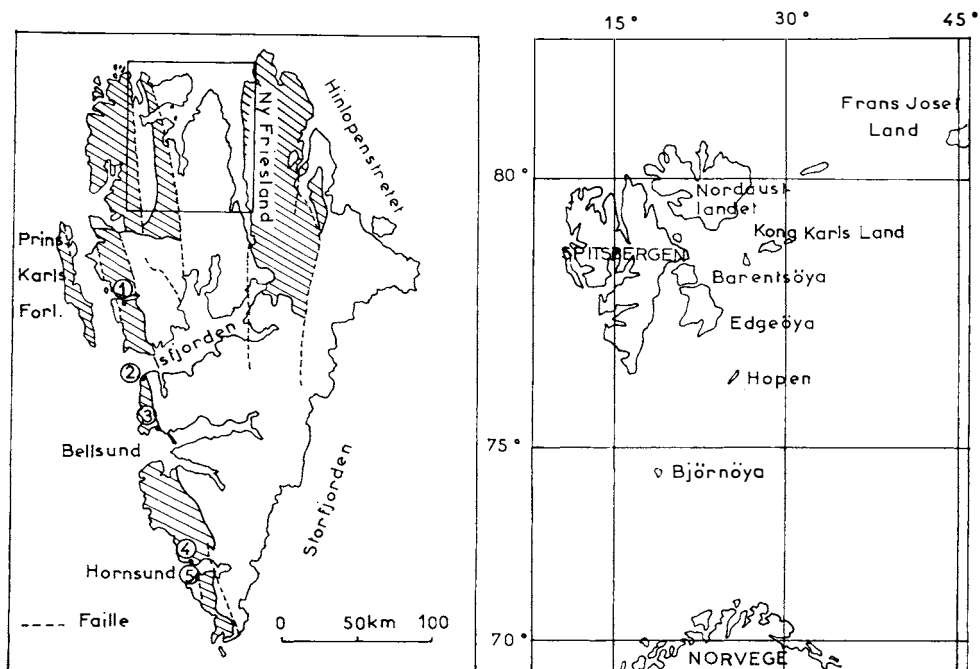 Hinlopenstretet
NY Friesland
Prins
Karls
Forl.
1
sfjorden
2
3
Bellsund
Storfjorden
4
Hornsund
5
Faille
0 50km 100
15° 30° 45°
Frans Josef
Land
80°
Nordaust
landet
Kong Karls Land
SPITSBERGEN
Barentsöya
Edgeöya
Hopen
75°
Björnöya
70°
NORVEGE